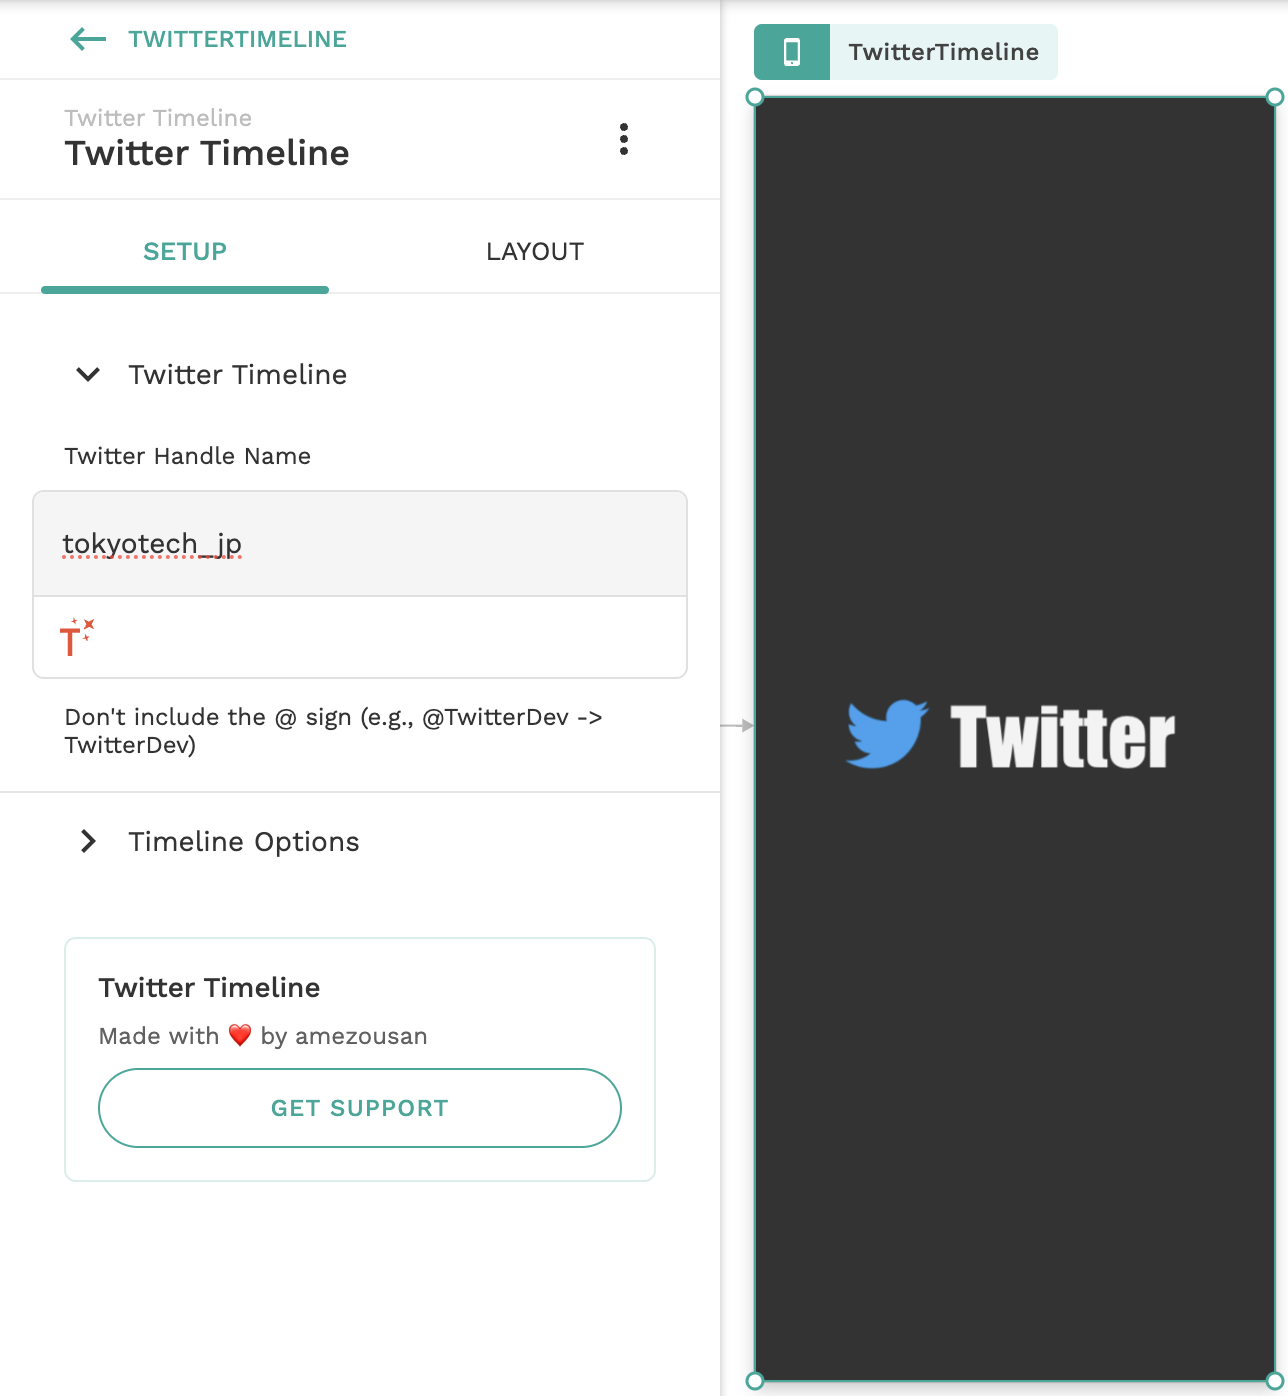 TWITTERTIMELINE
Twitter Timeline
Twitter Timeline
SETUP
LAYOUT
Twitter Timeline
Twitter Handle Name
tokyotech_jp
T
Don't include the @ sign (e.g., @TwitterDev ->
TwitterDev)
Timeline Options
Twitter Timeline
Made with ❤️ by amezousan
GET SUPPORT
TwitterTimeline
Twitter